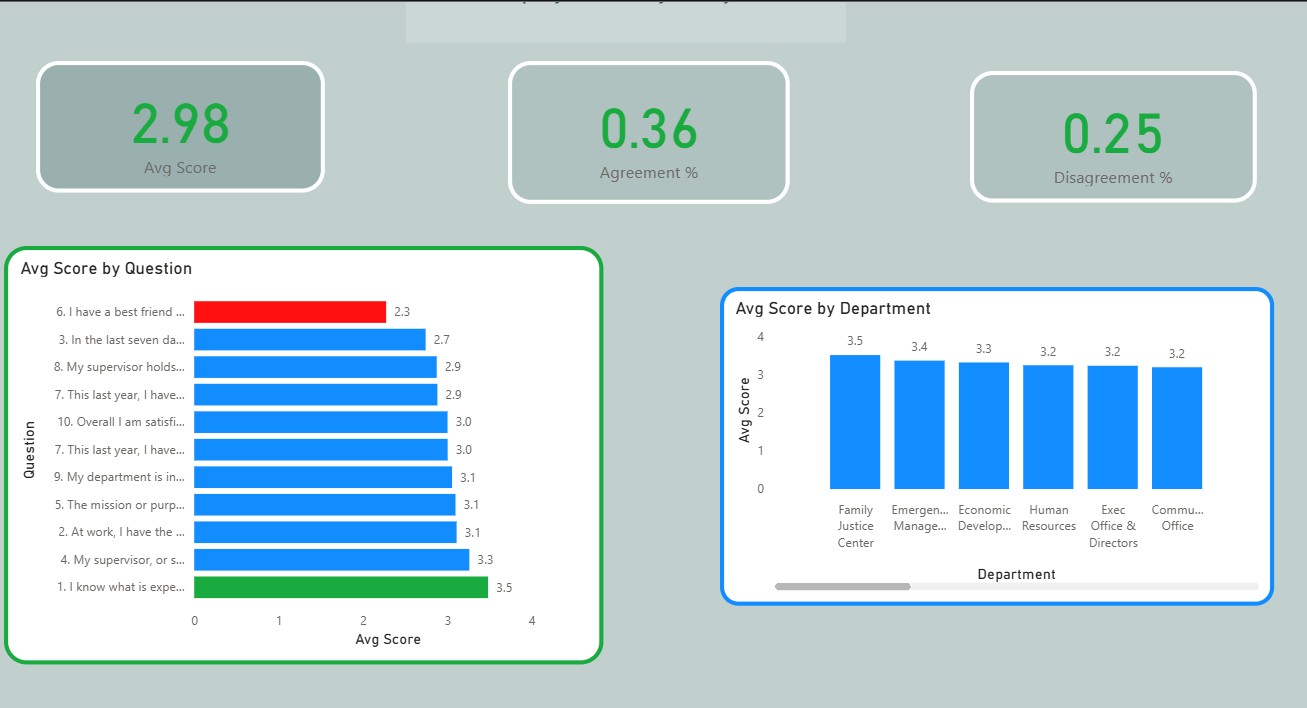 2.98
Avg Score
0.36
Agreement %
0.25
Disagreement %
Avg Score by Question
Question
6. I have a best friend ...
2.3
3. In the last seven da...
2.7
8. My supervisor holds...
2.9
7. This last year, I have...
2.9
10. Overall I am satisfi...
3.0
7. This last year, I have...
3.0
9. My department is in...
3.1
5. The mission or purp...
3.1
2. At work, I have the ...
3.1
4. My supervisor, or s...
3.3
1. I know what is expe...
3.5
0 1 2 3 4
Avg Score
Avg Score by Department
Avg Score
4
3
2
1
0
3.5 3.4 3.3 3.2 3.2 3.2
Family Emergen... Economic Human Exec Commu...
Justice Manage... Develop... Resources Office & Office
Center Directors
Department